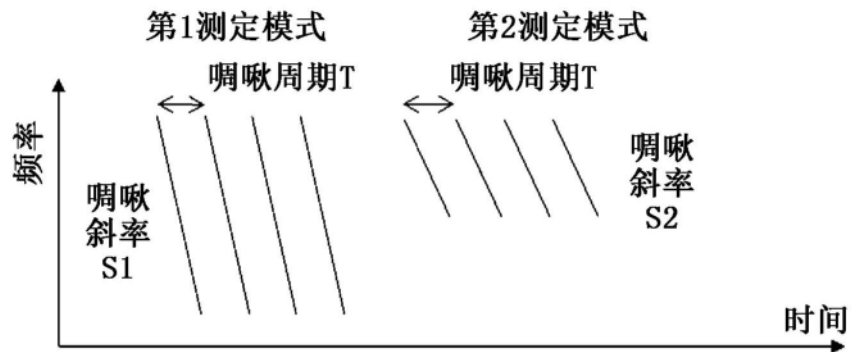 第1测定模式
第2测定模式
啁啾周期T
啁啾周期T
频率
啁啾
斜率
S1
啁啾
斜率
S2
时间